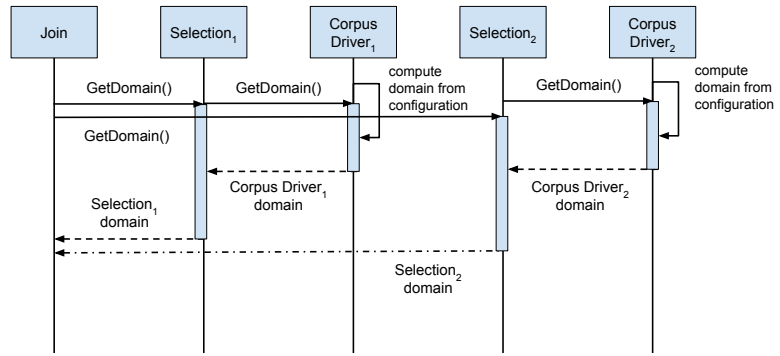 Join
Selection1
Corpus
Driver1
Selection2
Corpus
Driver2
GetDomain()
GetDomain()
compute
domain from
configuration
GetDomain()
compute
domain from
configuration
GetDomain()
Corpus Driver1
domain
Corpus Driver2
domain
Selection1
domain
Selection2
domain